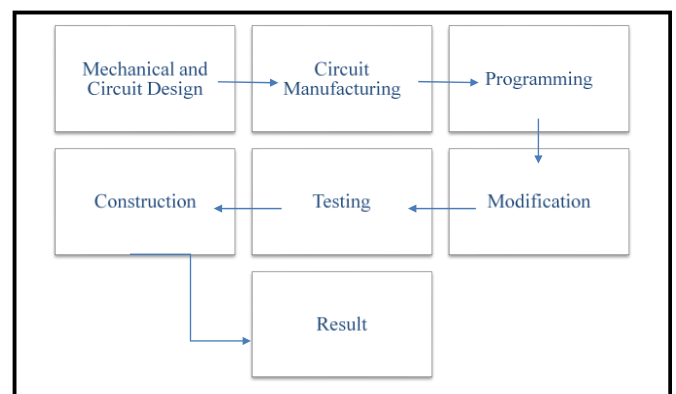 Mechanical and
Circuit Design
Circuit
Manufacturing
Programming
Construction
Testing
Modification
Result